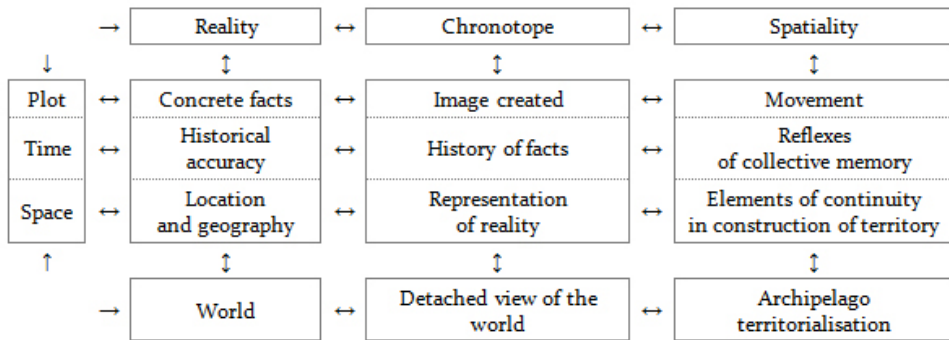 → Reality ↔ Chronotope ↔ Spatiality
↓ ↕ ↕ ↕
Plot ↔ Concrete facts ↔ Image created ↔ Movement
Time ↔ Historical accuracy ↔ History of facts ↔ Reflexes of collective memory
Space ↔ Location and geography ↔ Representation of reality ↔ Elements of continuity in construction of territory
↑ ↕ ↕ ↕
→ World ↔ Detached view of the world ↔ Archipelago territorialisation